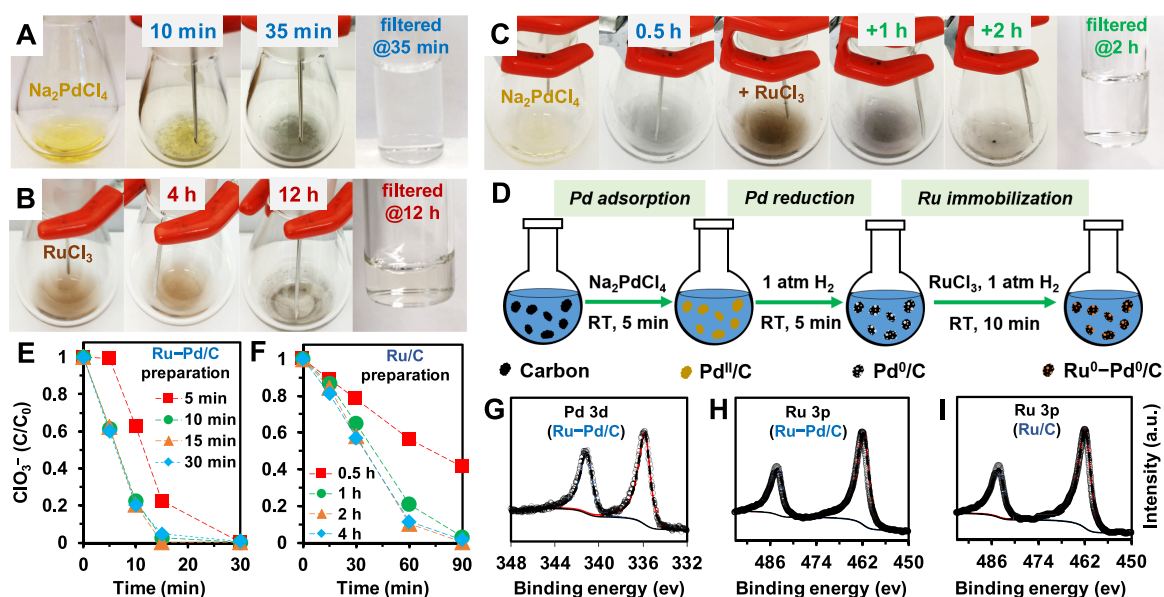 A
Na₂PdCl₄
10 min
35 min
filtered
@35 min
B
RuCl₃
4 h
12 h
filtered
@12 h
C
Na₂PdCl₄
0.5 h
+ RuCl₃
+1 h
+2 h
filtered
@2 h
D
Pd adsorption
Pd reduction
Ru immobilization
Na₂PdCl₄
RT, 5 min
1 atm H₂
RT, 5 min
RuCl₃, 1 atm H₂
RT, 10 min
Carbon
Pdᴵᴵ/C
Pd⁰/C
Ru⁰–Pd⁰/C
E
Ru–Pd/C
preparation
5 min
10 min
15 min
30 min
ClO₃⁻ (C/C₀)
1
0.8
0.6
0.4
0.2
0
0
10
20
30
Time (min)
F
Ru/C
preparation
0.5 h
1 h
2 h
4 h
1
0.8
0.6
0.4
0.2
0
0
30
60
90
Time (min)
G
Pd 3d
(Ru–Pd/C)
348
340
332
Binding energy (ev)
H
Ru 3p
(Ru–Pd/C)
486
474
462
450
Binding energy (ev)
I
Ru 3p
(Ru/C)
486
474
462
450
Binding energy (ev)
Intensity (a.u.)